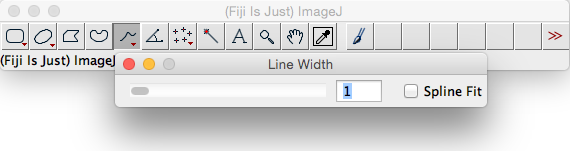 (Fiji Is Just) ImageJ
A
>>
(Fiji Is Just) ImageJ
Line Width
1
Spline Fit